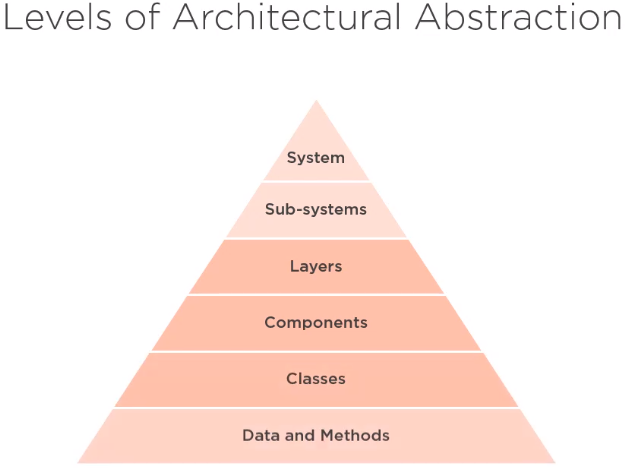 Levels of Architectural Abstraction
System
Sub-systems
Layers
Components
Classes
Data and Methods